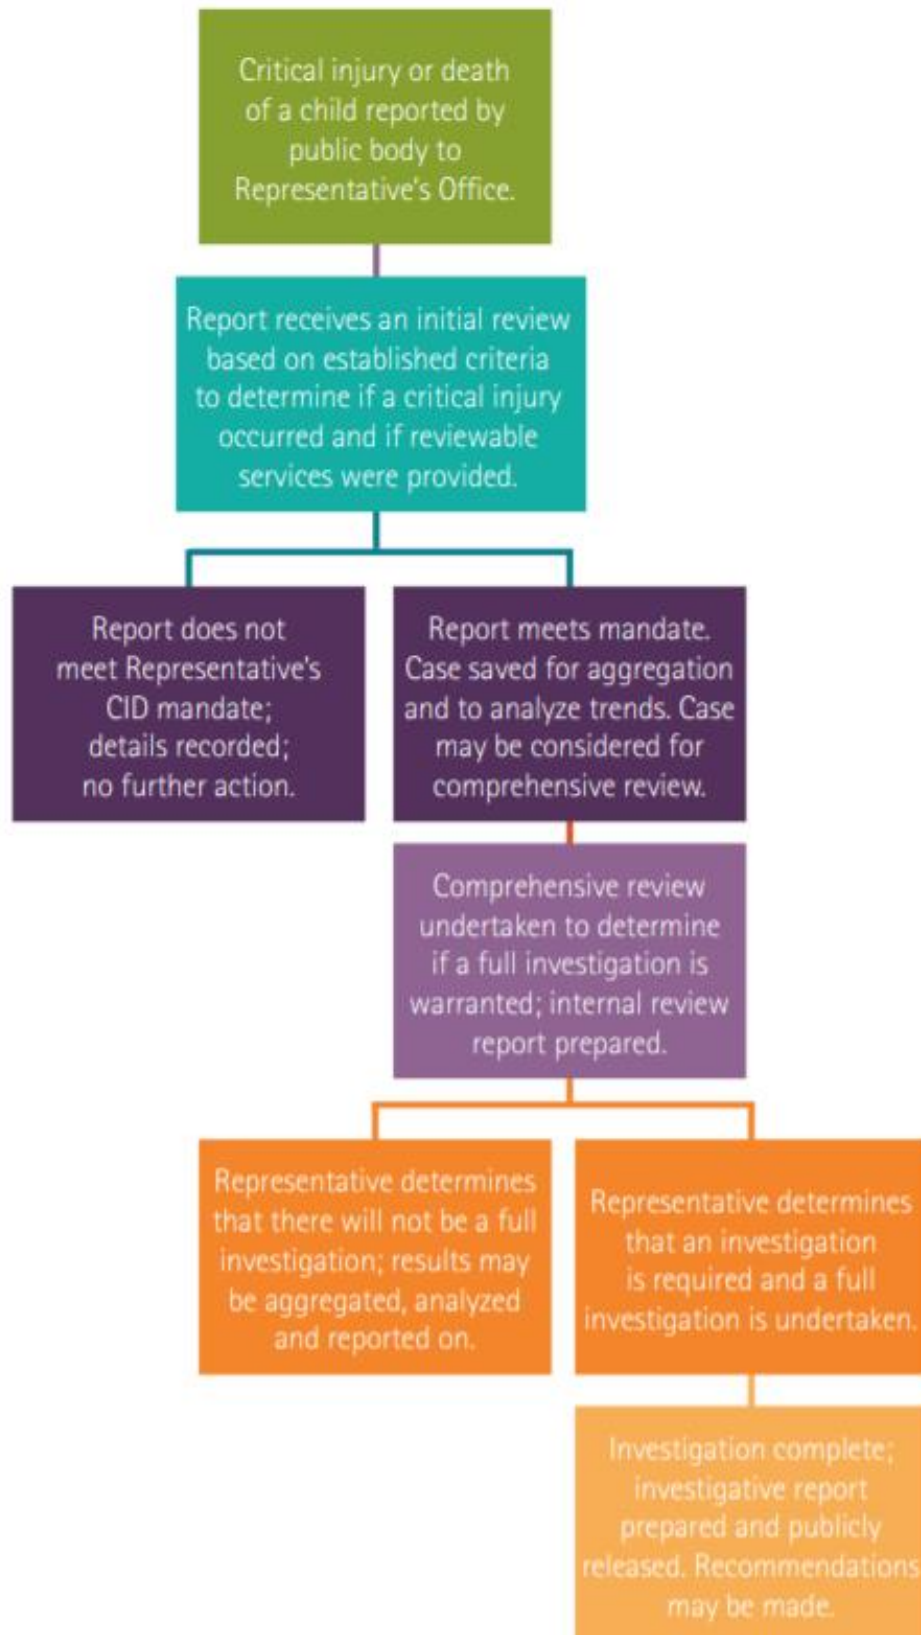 Critical injury or death
of a child reported by
public body to
Representative's Office.
Report receives an initial review
based on established criteria
to determine if a critical injury
occurred and if reviewable
services were provided.
Report does not
meet Representative's
CID mandate;
details recorded;
no further action.
Report meets mandate.
Case saved for aggregation
and to analyze trends. Case
may be considered for
comprehensive review.
Comprehensive review
undertaken to determine
if a full investigation is
warranted; internal review
report prepared.
Representative determines
that there will not be a full
investigation; results may
be aggregated, analyzed
and reported on.
Representative determines
that an investigation
is required and a full
investigation is undertaken.
Investigation complete;
investigative report
prepared and publicly
released. Recommendations
may be made.